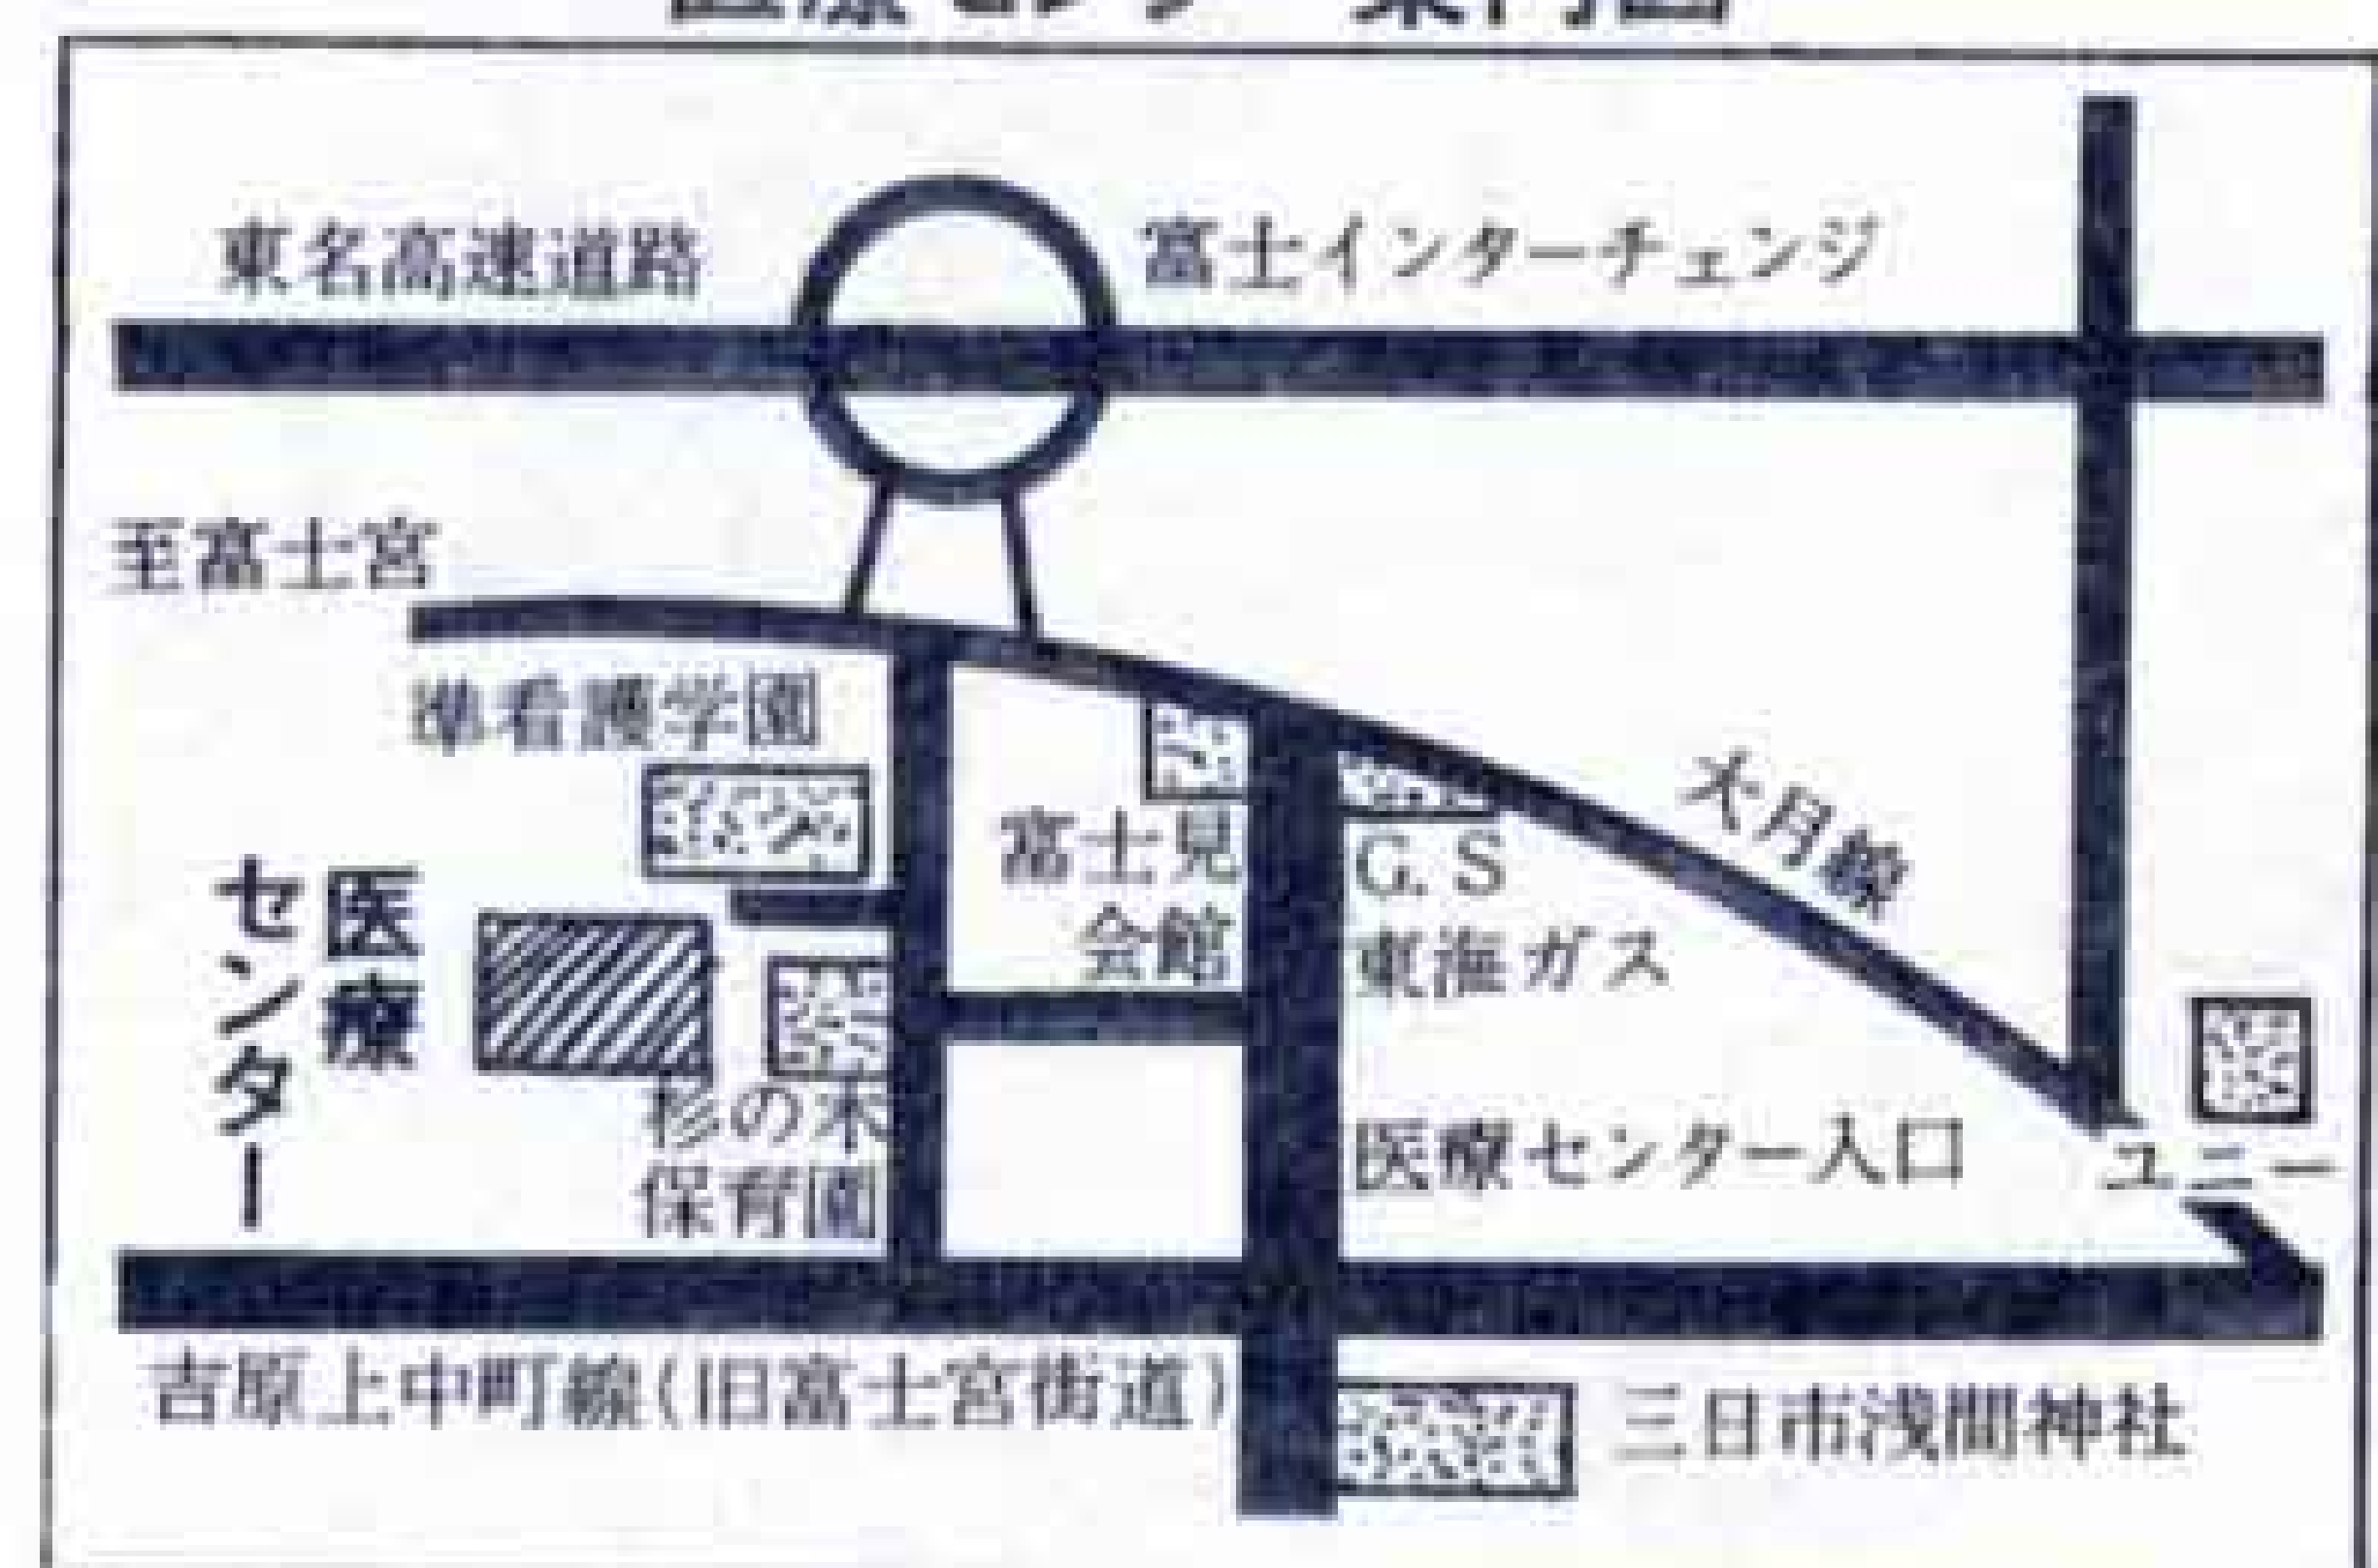 東名高速道路
富士インターチェンジ
至富士宮
準看護学園
大月線
富士見
会館
G.S
東海ガス
医療
センター
杉の木
保育園
医療センター入口
ユニー
吉原上中町線(旧富士宮街道)
三日市浅間神社